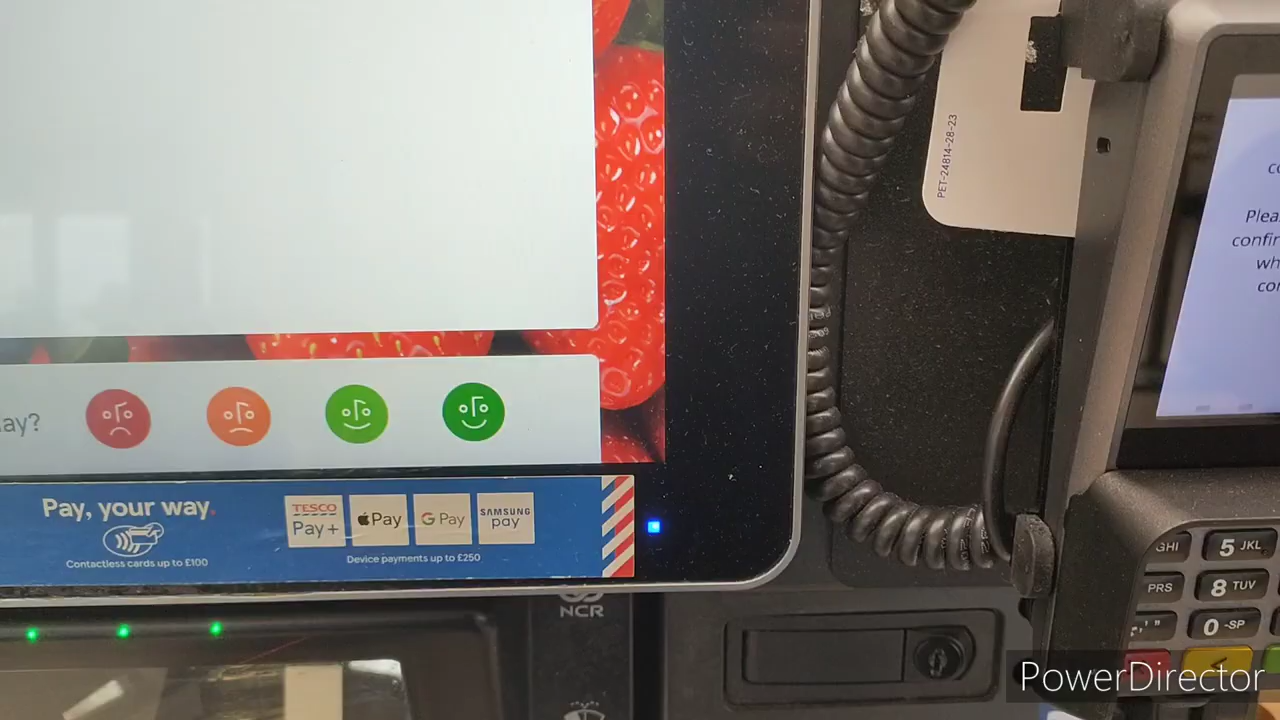 PET-24814-28-23
co
Plea
confir
wh
con
ay?
Pay, your way.
Contactless cards up to £100
TESCO
Pay+
Pay
G Pay
SAMSUNG
pay
Device payments up to £250
NCR
GHI
5 JKL
PRS
8 TUV
0 -SP
PowerDirector